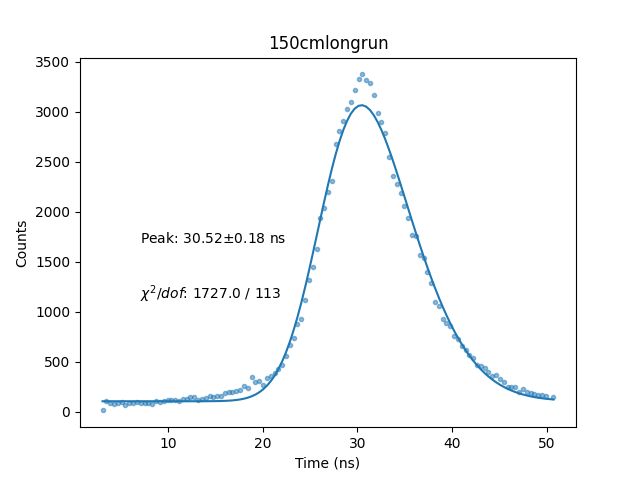 150cmlongrun
3500
3000
2500
2000
1500
1000
500
0
Counts
Peak: 30.52±0.18 ns
χ²/dof: 1727.0 / 113
10 20 30 40 50
Time (ns)